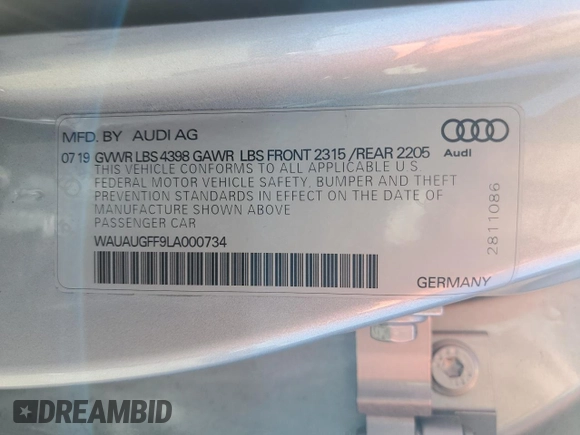 MFD. BY AUDI AG
07 19 GVWR LBS 4398 GAWR LBS FRONT 2315 /REAR 2205
THIS VEHICLE CONFORMS TO ALL APPLICABLE U.S.
FEDERAL MOTOR VEHICLE SAFETY, BUMPER AND THEFT
PREVENTION STANDARDS IN EFFECT ON THE DATE OF
MANUFACTURE SHOWN ABOVE
PASSENGER CAR
WAUAUGFF9LA000734
Audi
2811086
GERMANY
DREAMBID